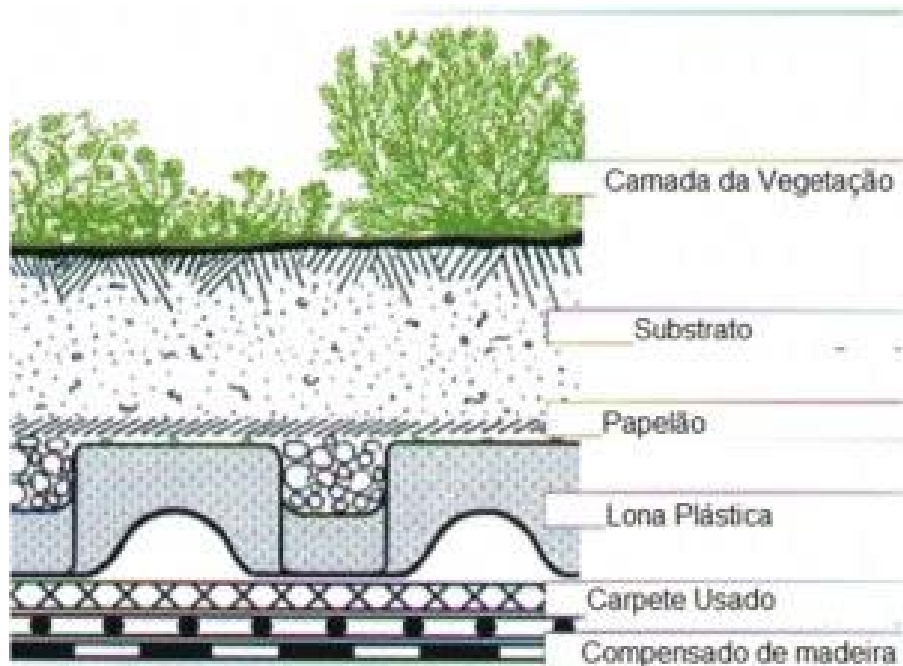 Camada da Vegetação
Substrato
Papelão
Lona Plástica
Carpete Usado
Compensado de madeira